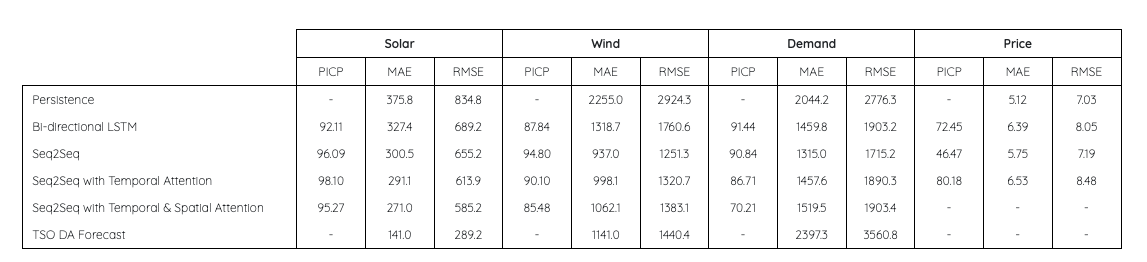 Solar Wind Demand Price
PICP MAE RMSE PICP MAE RMSE PICP MAE RMSE PICP MAE RMSE
Persistence - 375.8 834.8 - 2255.0 2924.3 - 2044.2 2776.3 - 5.12 7.03
Bi-directional LSTM 92.11 327.4 689.2 87.84 1318.7 1760.6 91.44 1459.8 1903.2 72.45 6.39 8.05
Seq2Seq 96.09 300.5 655.2 94.80 937.0 1251.3 90.84 1315.0 1715.2 46.47 5.75 7.19
Seq2Seq with Temporal Attention 98.10 291.1 613.9 90.10 998.1 1320.7 86.71 1457.6 1890.3 80.18 6.53 8.48
Seq2Seq with Temporal & Spatial Attention 95.27 271.0 585.2 85.48 1062.1 1383.1 70.21 1519.5 1903.4 - - -
TSO DA Forecast - 141.0 289.2 - 1141.0 1440.4 - 2397.3 3560.8 - - -